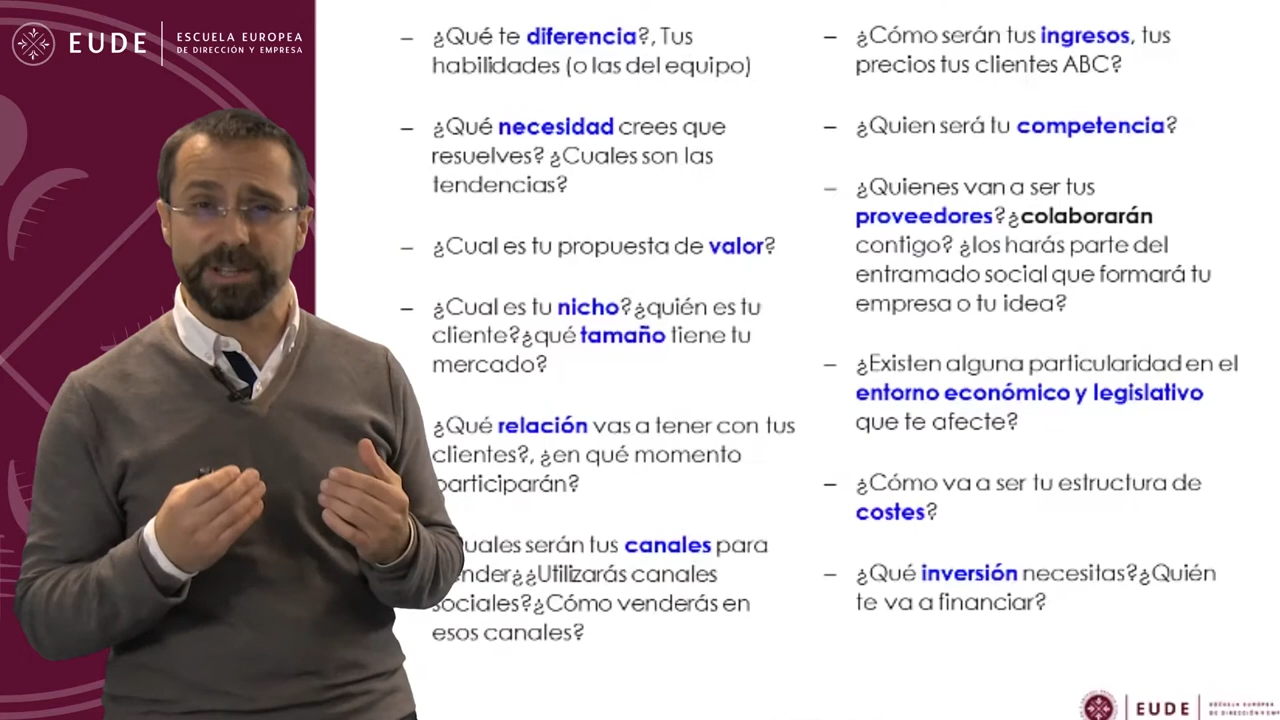 EUDE
ESCUELA EUROPEA
DE DIRECCIÓN Y EMPRESA
– ¿Qué te diferencia?, Tus
habilidades (o las del equipo)
– ¿Qué necesidad crees que
resuelves? ¿Cuales son las
tendencias?
– ¿Cual es tu propuesta de valor?
– ¿Cual es tu nicho?¿quién es tu
cliente?¿qué tamaño tiene tu
mercado?
¿Qué relación vas a tener con tus
clientes?, ¿en qué momento
participarán?
uales serán tus canales para
nder¿¿Utilizarás canales
sociales?¿Cómo venderás en
esos canales?
– ¿Cómo serán tus ingresos, tus
precios tus clientes ABC?
– ¿Quien será tu competencia?
– ¿Quienes van a ser tus
proveedores?¿colaborarán
contigo? ¿los harás parte del
entramado social que formará tu
empresa o tu idea?
– ¿Existen alguna particularidad en el
entorno económico y legislativo
que te afecte?
– ¿Cómo va a ser tu estructura de
costes?
– ¿Qué inversión necesitas?¿Quién
te va a financiar?
EUDE
ESCUELA EUROPEA
DE DIRECCIÓN Y EMP